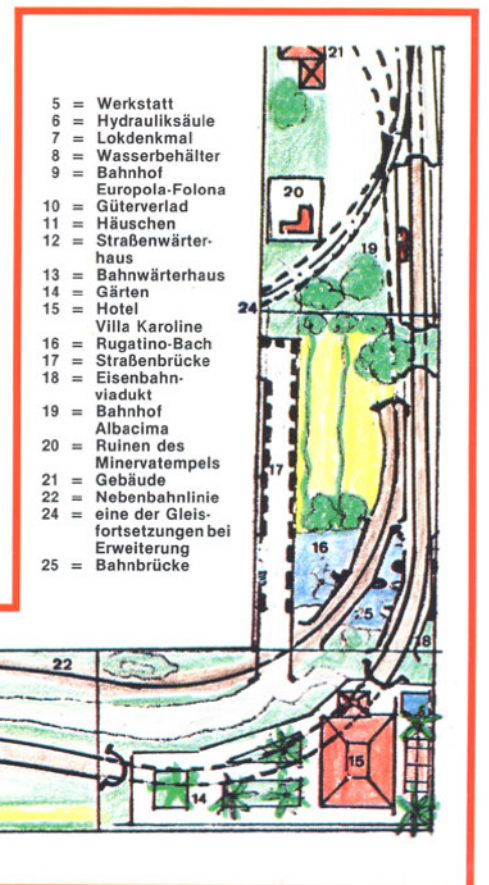 5 = Werkstatt
6 = Hydrauliksäule
7 = Lokdenkmal
8 = Wasserbehälter
9 = Bahnhof
Europola-Folona
10 = Güterverlad
11 = Häuschen
12 = Straßenwärter-
haus
13 = Bahnwärterhaus
14 = Gärten
15 = Hotel
Villa Karoline
16 = Rugatino-Bach
17 = Straßenbrücke
18 = Eisenbahn-
viadukt
19 = Bahnhof
Albacima
20 = Ruinen des
Minervatempels
21 = Gebäude
22 = Nebenbahnlinie
24 = eine der Gleis-
fortsetzungen bei
Erweiterung
25 = Bahnbrücke
21
20
19
24
17
16
25
18
22
15
14